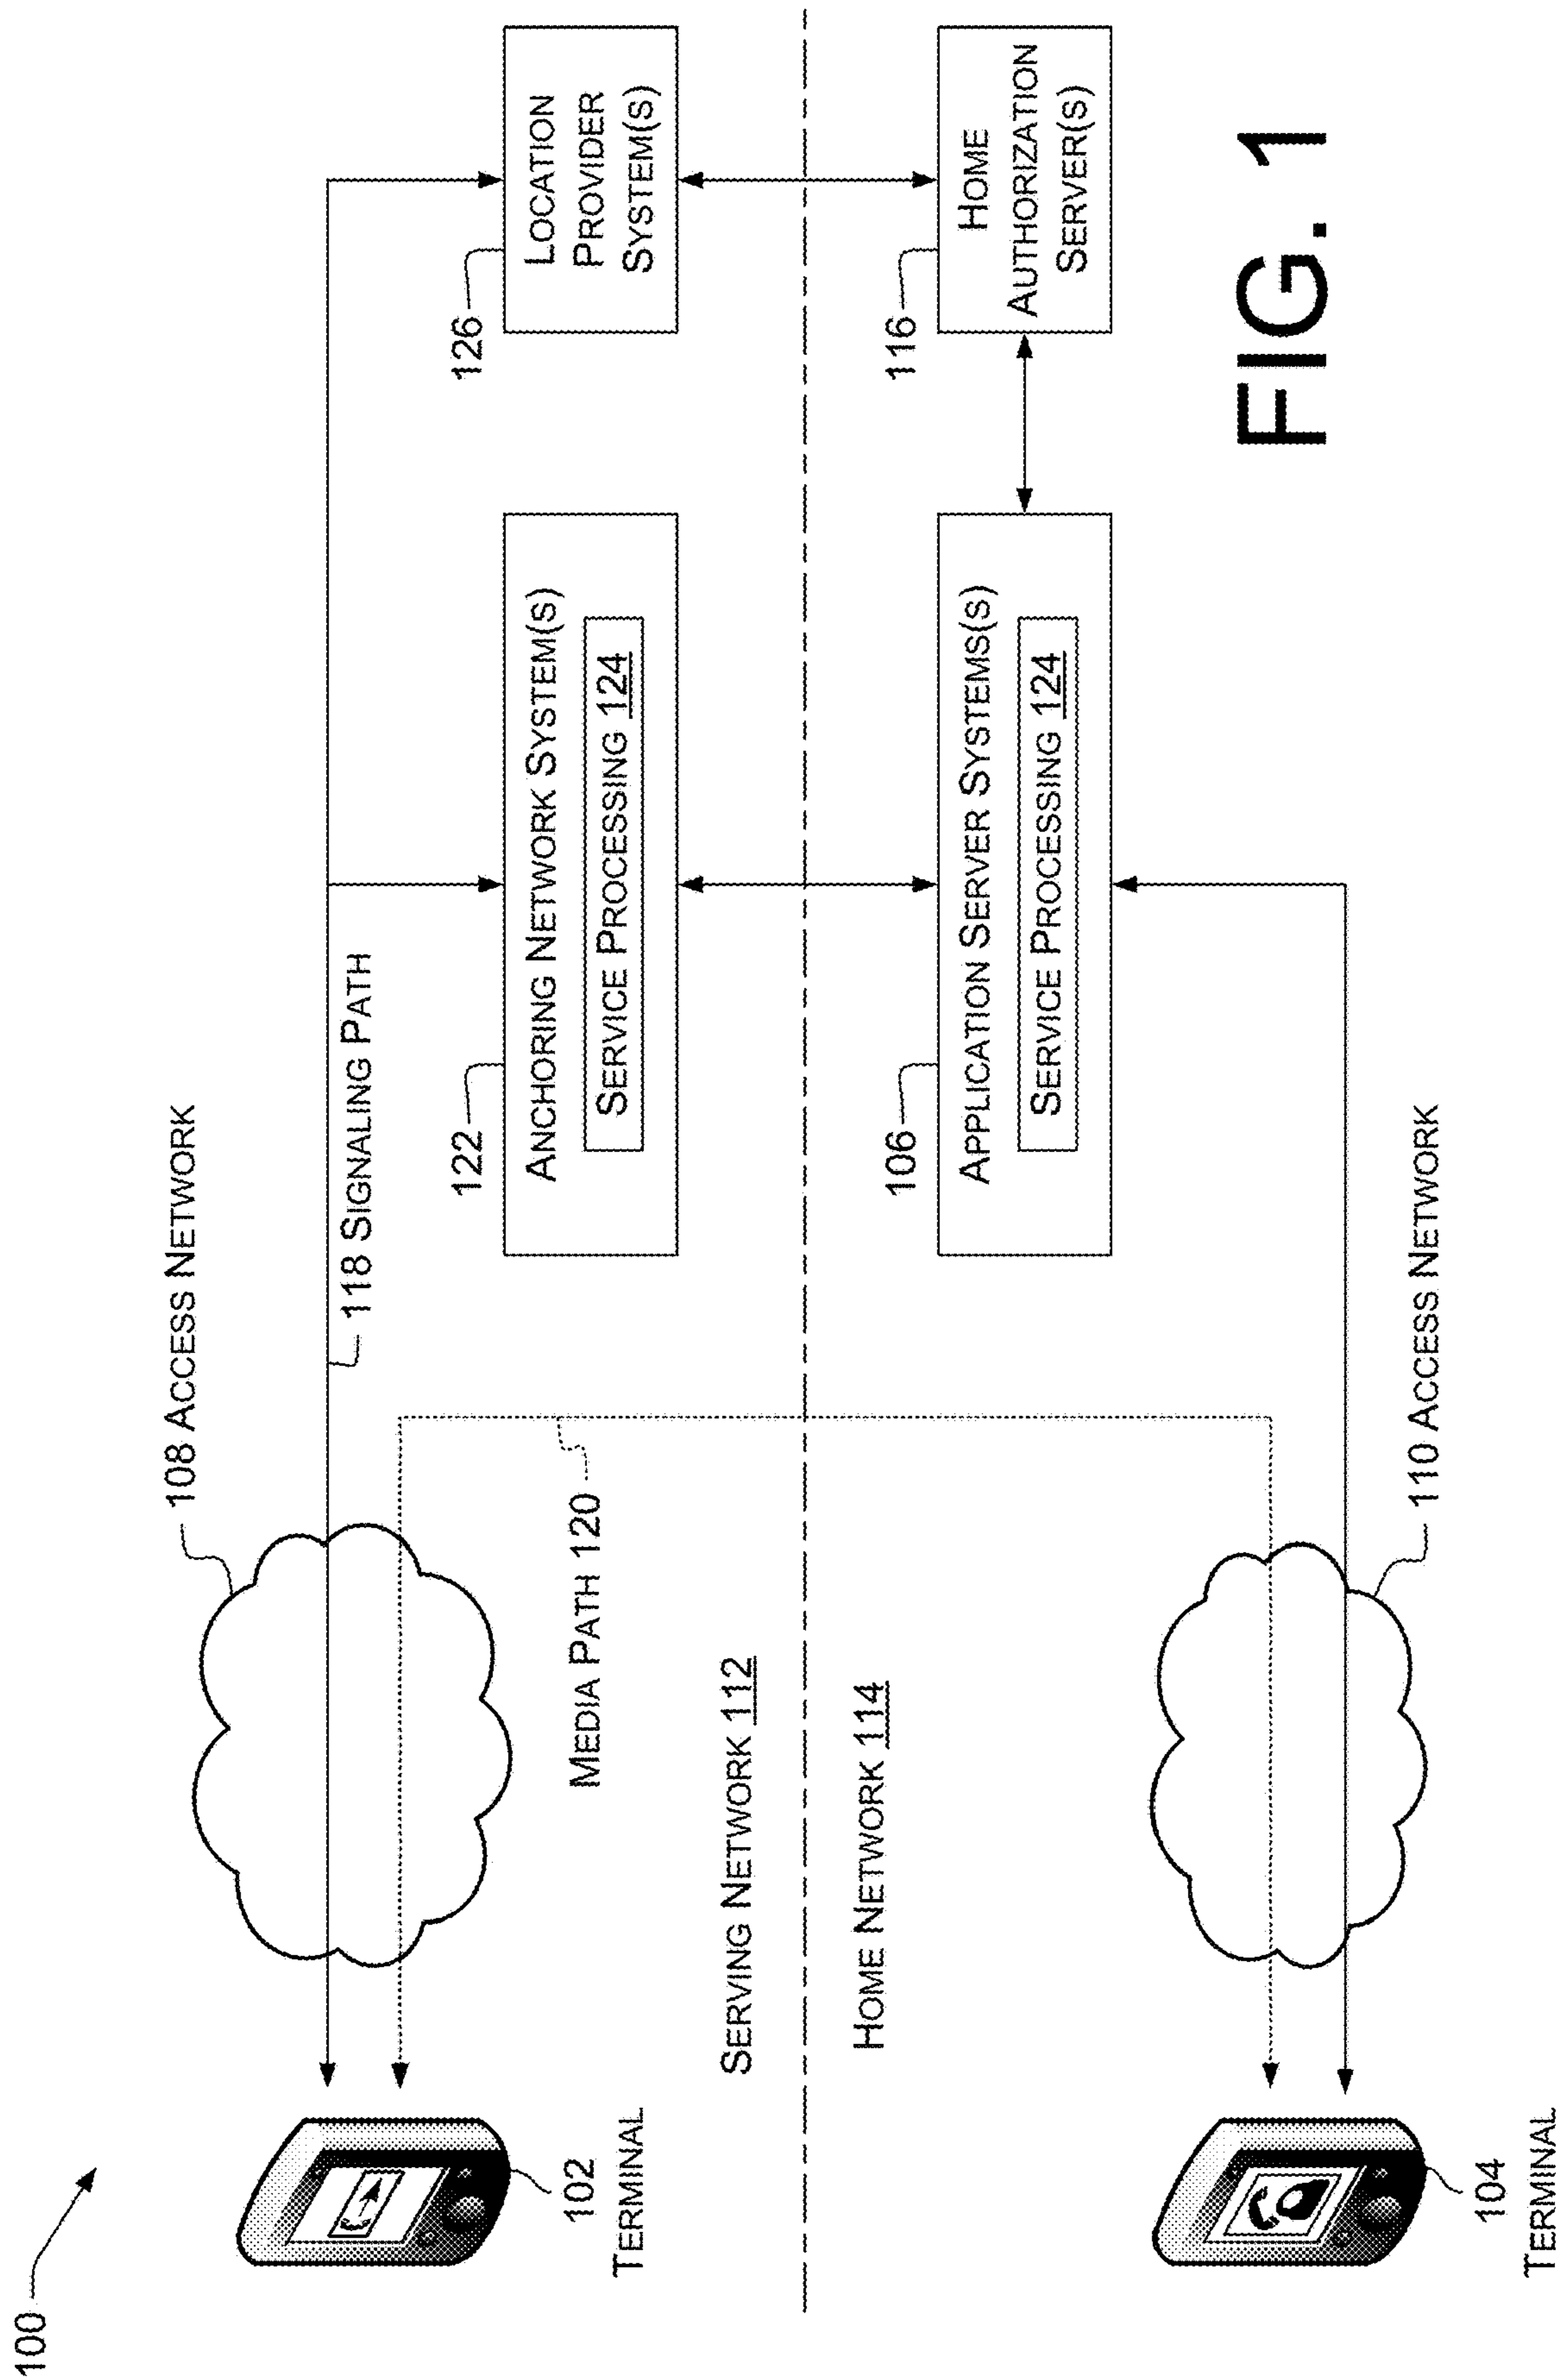 100
108 ACCESS NETWORK
118 SIGNALING PATH
102
TERMINAL
MEDIA PATH 120
122
ANCHORING NETWORK SYSTEM(S)
SERVICE PROCESSING 124
126
LOCATION
PROVIDER
SYSTEM(S)
SERVING NETWORK 112
HOME NETWORK 114
106
APPLICATION SERVER SYSTEMS(S)
SERVICE PROCESSING 124
116
HOME
AUTHORIZATION
SERVER(S)
104
TERMINAL
110 ACCESS NETWORK
FIG. 1